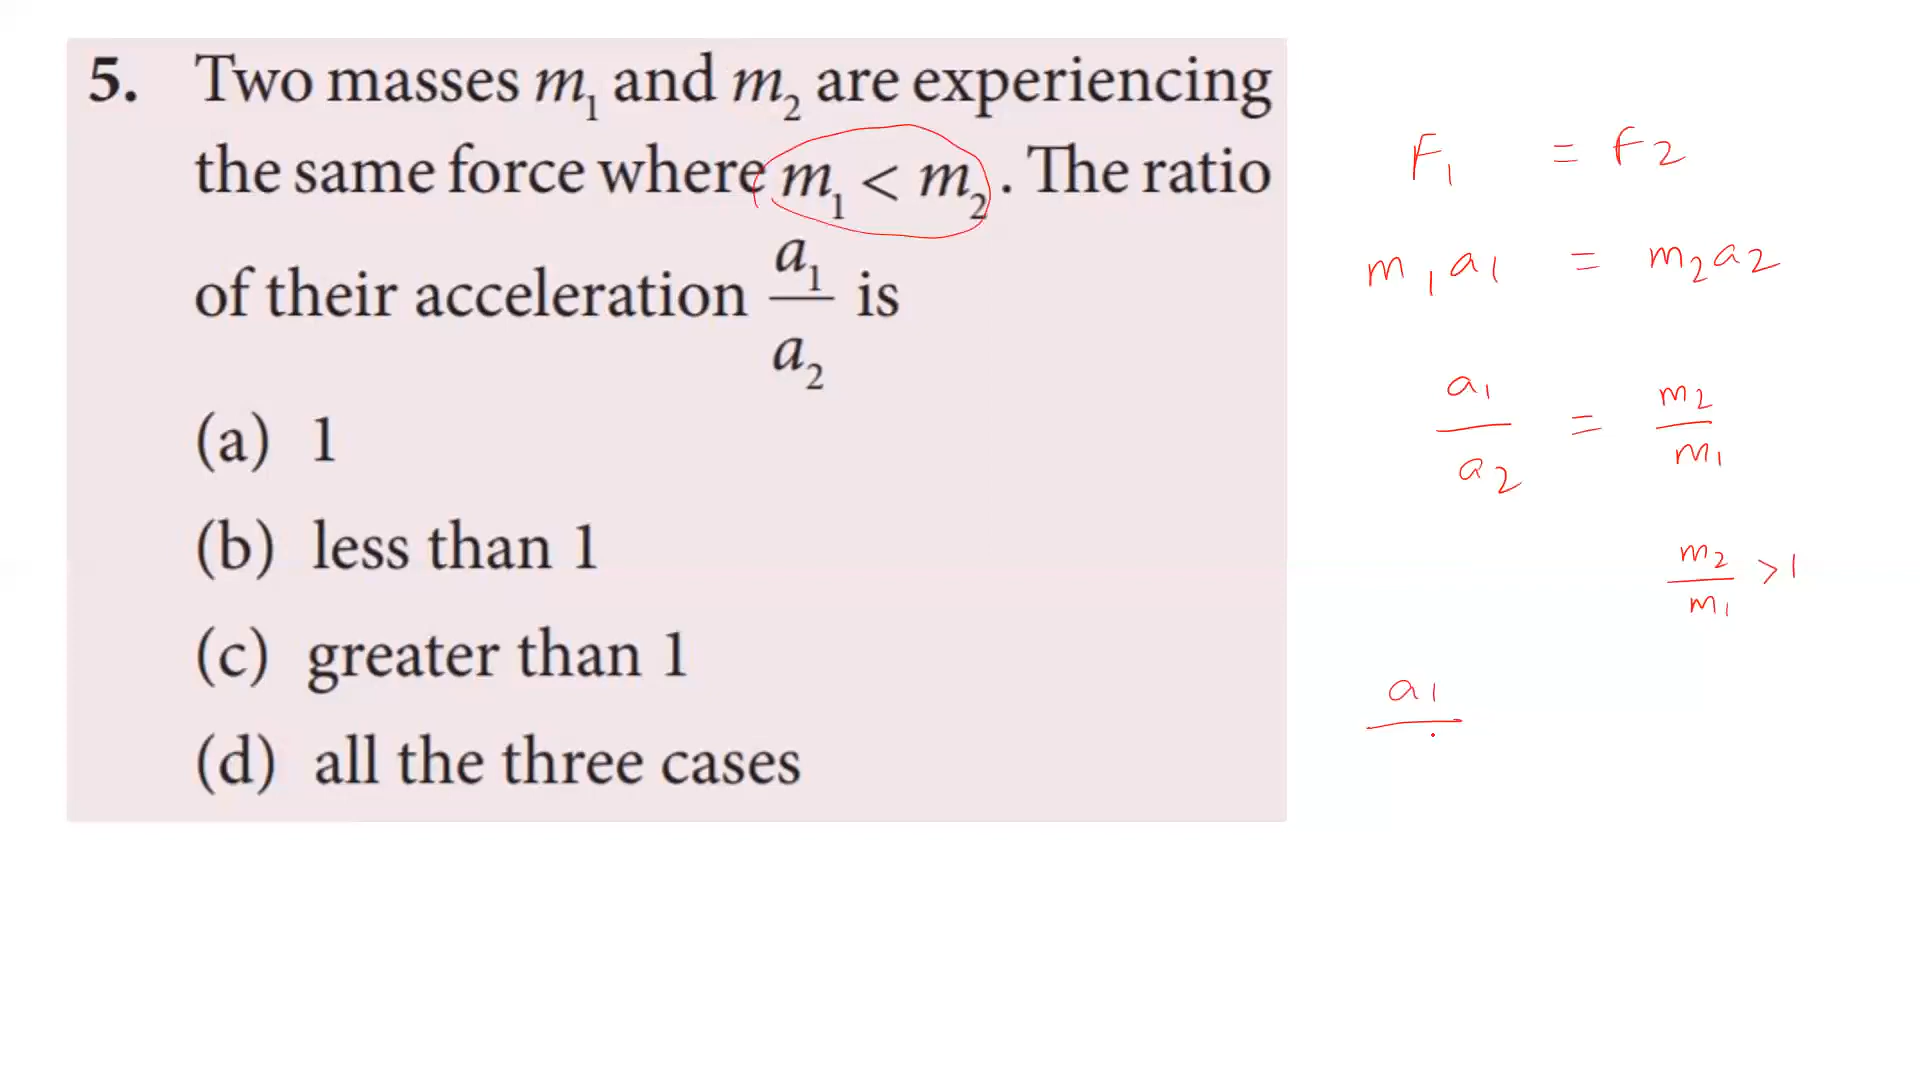 5. Two masses m₁ and m₂ are experiencing
the same force where m₁ < m₂. The ratio
of their acceleration a₁/a₂ is
(a) 1
(b) less than 1
(c) greater than 1
(d) all the three cases
F₁ = F₂
m₁a₁ = m₂a₂
a₁/a₂ = m₂/m₁
m₂/m₁ >1
a₁